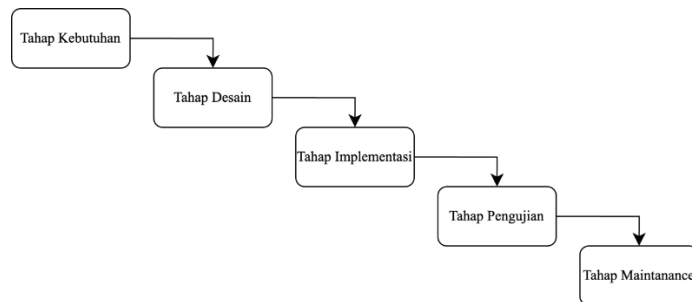 Tahap Kebutuhan
Tahap Desain
Tahap Implementasi
Tahap Pengujian
Tahap Maintanance